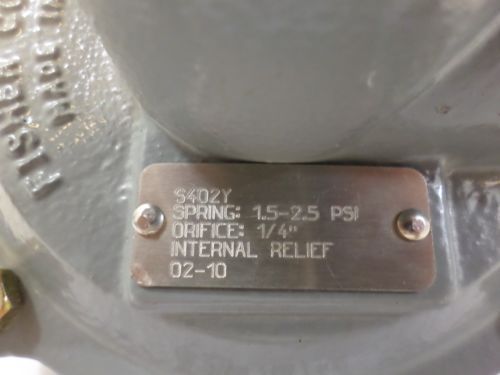 S402Y
SPRING: 1.5-2.5 PSI
ORIFICE: 1/4"
INTERNAL RELIEF
02-10
FISHER